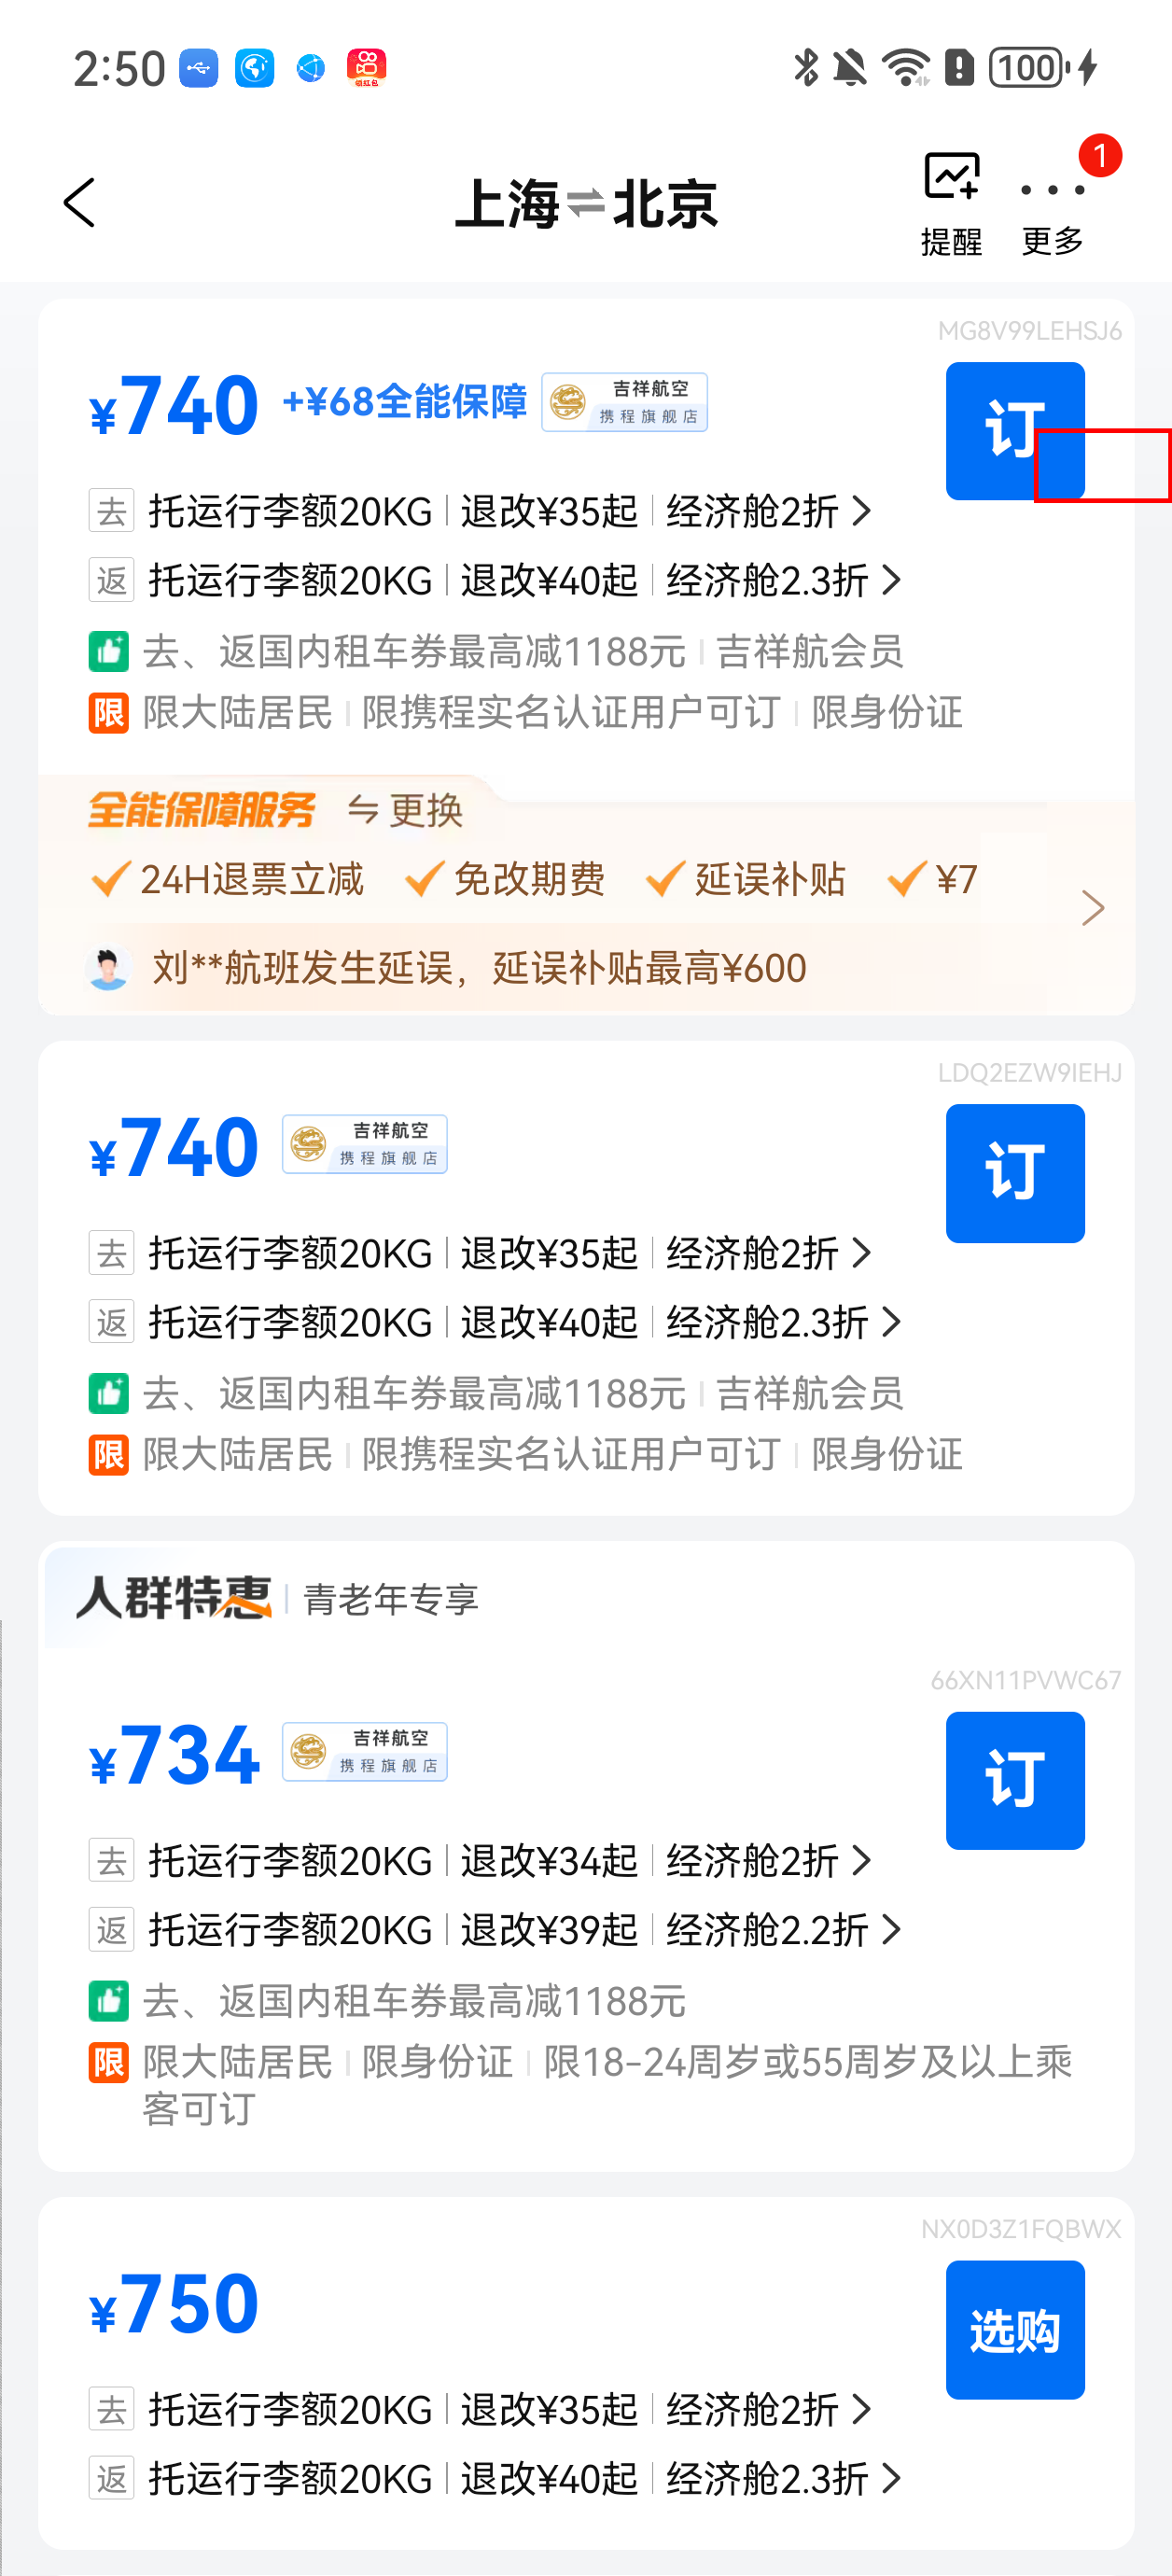 2:50
领红包
100
上海⇌北京
提醒
更多
1
MG8V99LEHSJ6
¥740 +¥68全能保障 吉祥航空 携程旗舰店
订
去 托运行李额20KG | 退改¥35起 | 经济舱2折 >
返 托运行李额20KG | 退改¥40起 | 经济舱2.3折 >
去、返国内租车券最高减1188元 | 吉祥航会员
限 限大陆居民 | 限携程实名认证用户可订 | 限身份证
全能保障服务 ⇋更换
24H退票立减 免改期费 延误补贴 ¥7
刘**航班发生延误，延误补贴最高¥600
LDQ2EZW9IEHJ
¥740 吉祥航空 携程旗舰店
订
去 托运行李额20KG | 退改¥35起 | 经济舱2折 >
返 托运行李额20KG | 退改¥40起 | 经济舱2.3折 >
去、返国内租车券最高减1188元 | 吉祥航会员
限 限大陆居民 | 限携程实名认证用户可订 | 限身份证
人群特惠 | 青老年专享
66XN11PVWC67
¥734 吉祥航空 携程旗舰店
订
去 托运行李额20KG | 退改¥34起 | 经济舱2折 >
返 托运行李额20KG | 退改¥39起 | 经济舱2.2折 >
去、返国内租车券最高减1188元
限 限大陆居民 | 限身份证 | 限18-24周岁或55周岁及以上乘
客可订
NX0D3Z1FQBWX
¥750
选购
去 托运行李额20KG | 退改¥35起 | 经济舱2折 >
返 托运行李额20KG | 退改¥40起 | 经济舱2.3折 >